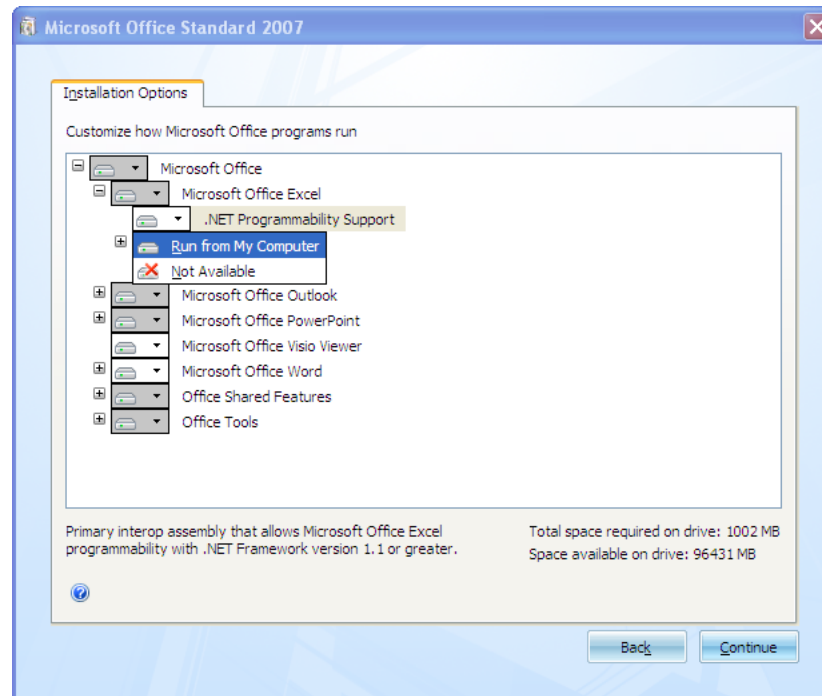 Microsoft Office Standard 2007
Installation Options
Customize how Microsoft Office programs run
Microsoft Office
Microsoft Office Excel
.NET Programmability Support
Run from My Computer
Not Available
Microsoft Office Outlook
Microsoft Office PowerPoint
Microsoft Office Visio Viewer
Microsoft Office Word
Office Shared Features
Office Tools
Primary interop assembly that allows Microsoft Office Excel
programmability with .NET Framework version 1.1 or greater.
Total space required on drive: 1002 MB
Space available on drive: 96431 MB
Back
Continue